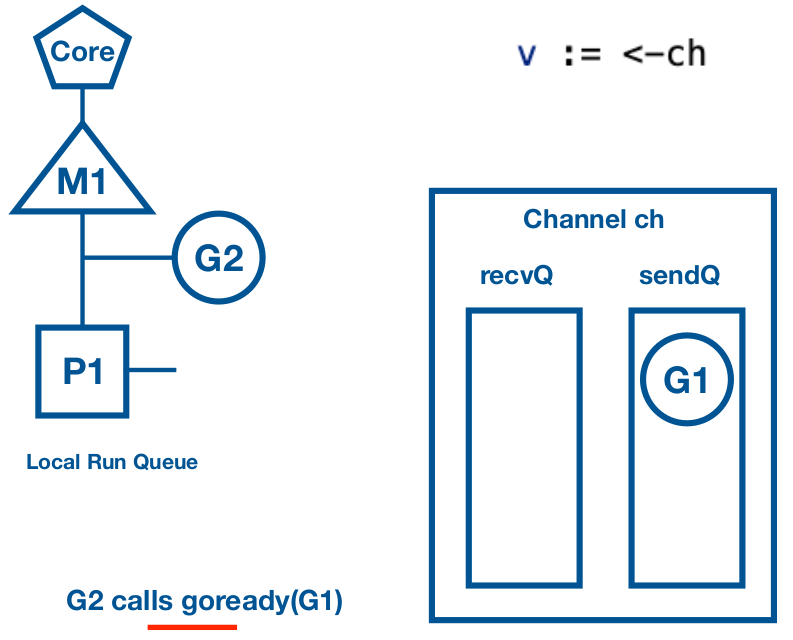 Core
v := <-ch
M1
Channel ch
G2
recvQ
sendQ
P1
G1
Local Run Queue
G2 calls goready(G1)